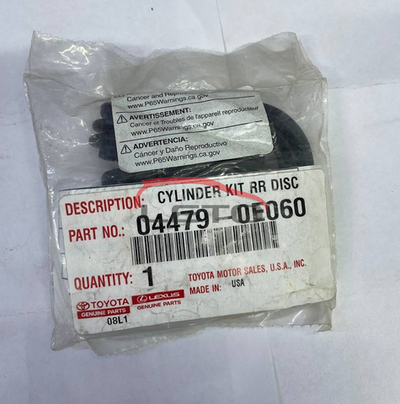 Cancer and Repro
www.P65Warnings.ca.gov
AVERTISSEMENT:
Cancer et Troubles de l'appareil reproducteur
www.P65Warnings.ca.gov
ADVERTENCIA:
Cáncer y Daño Reproductivo
www.P65Warnings.ca.gov
DESCRIPTION: CYLINDER KIT RR DISC
PART NO.: 04479 0E060
QUANTITY: 1
TOYOTA MOTOR SALES, U.S.A., INC.
MADE IN: USA
TOYOTA LEXUS
GENUINE PARTS GENUINE PARTS
08L1